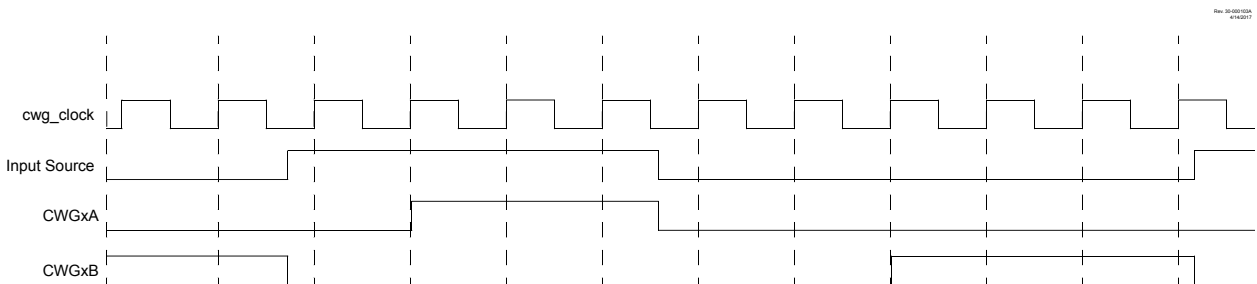 Rev. 30-000103A
4/14/2017
cwg_clock
Input Source
CWGxA
CWGxB